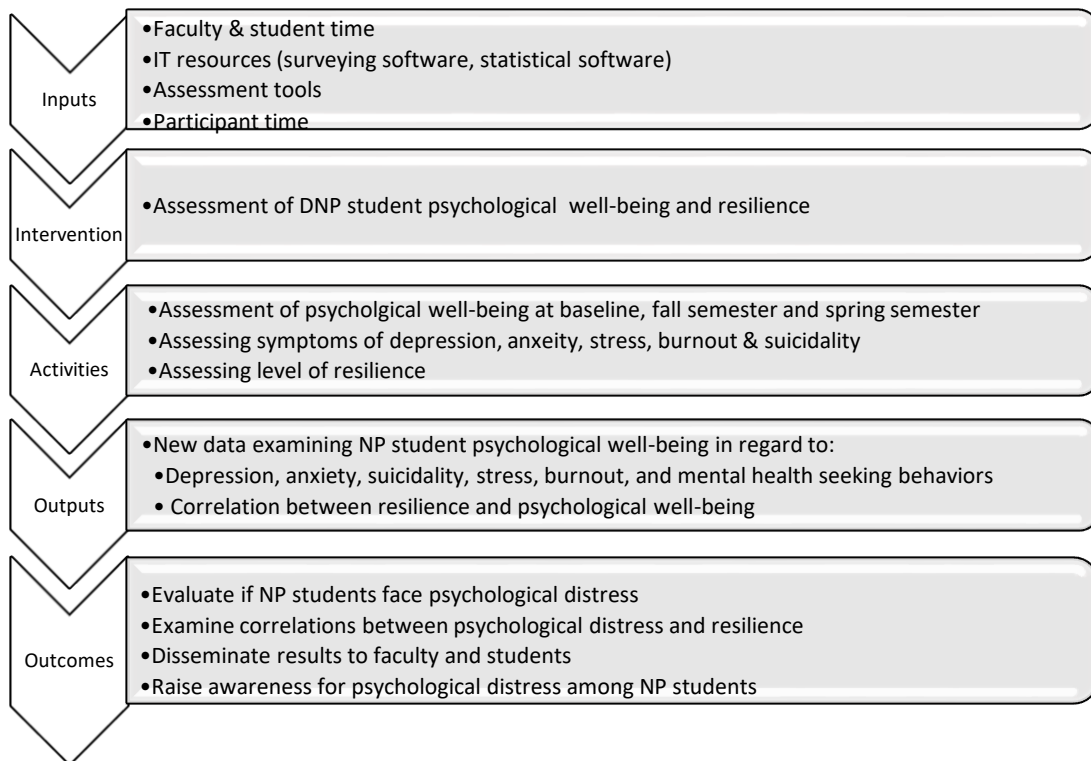 •Faculty & student time
•IT resources (surveying software, statistical software)
Inputs
•Assessment tools
•Participant time
•Assessment of DNP student psychological well-being and resilience
Intervention
•Assessment of psycholgical well-being at baseline, fall semester and spring semester
•Assessing symptoms of depression, anxeity, stress, burnout & suicidality
Activities
•Assessing level of resilience
•New data examining NP student psychological well-being in regard to:
•Depression, anxiety, suicidality, stress, burnout, and mental health seeking behaviors
Outputs
• Correlation between resilience and psychological well-being
•Evaluate if NP students face psychological distress
•Examine correlations between psychological distress and resilience
Outcomes
•Disseminate results to faculty and students
•Raise awareness for psychological distress among NP students